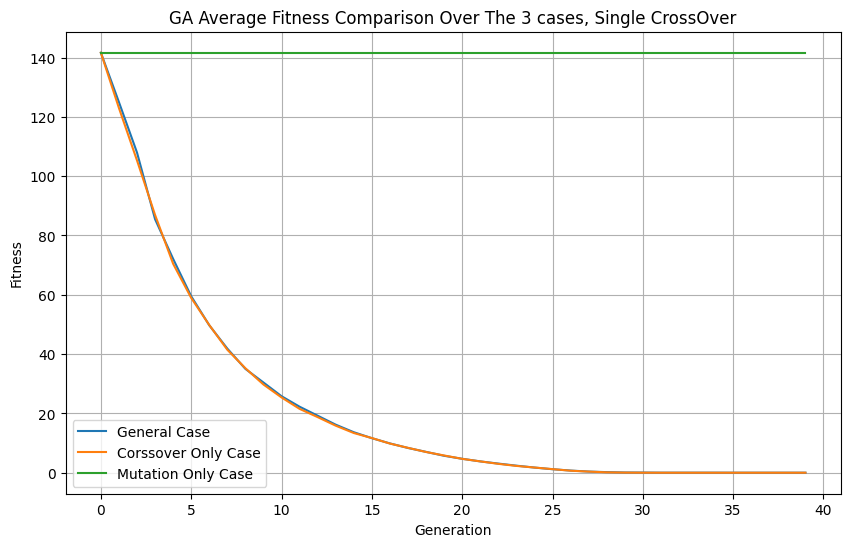 GA Average Fitness Comparison Over The 3 cases, Single CrossOver
140
120
100
80
60
40
20
0
Fitness
General Case
Corssover Only Case
Mutation Only Case
0 5 10 15 20 25 30 35 40
Generation